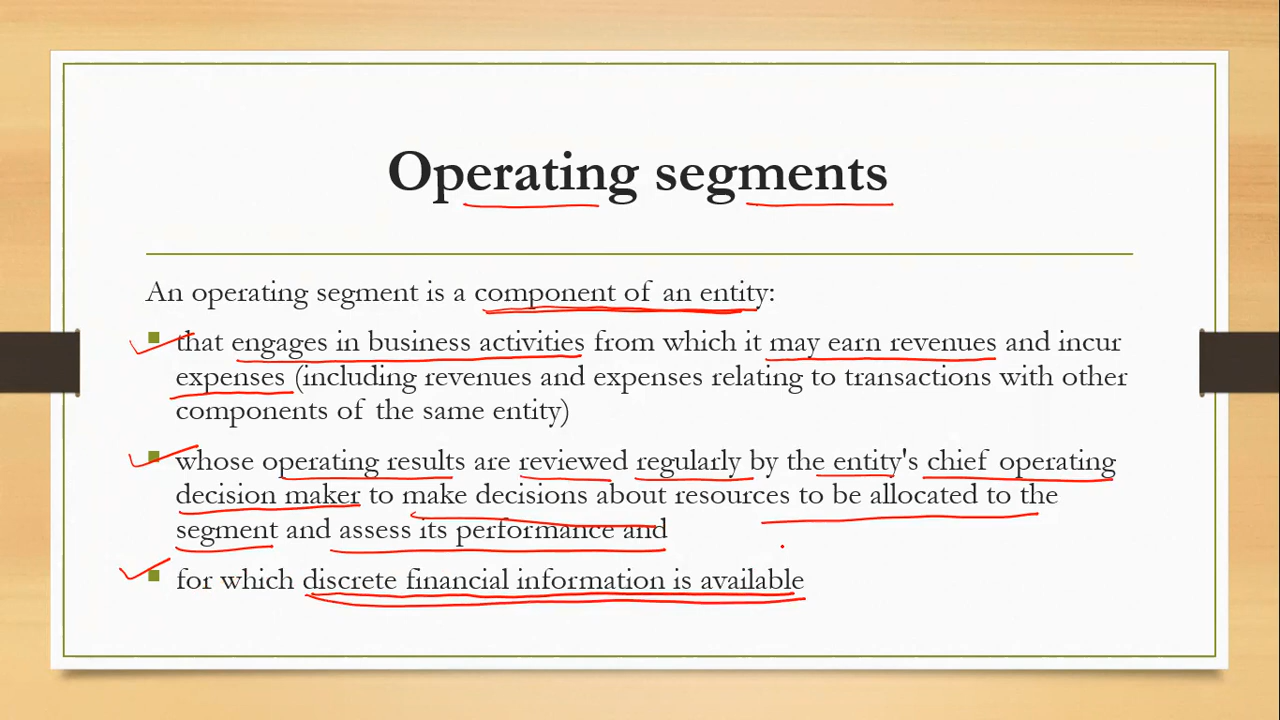 Operating segments
An operating segment is a component of an entity:
that engages in business activities from which it may earn revenues and incur
expenses (including revenues and expenses relating to transactions with other
components of the same entity)
whose operating results are reviewed regularly by the entity's chief operating
decision maker to make decisions about resources to be allocated to the
segment and assess its performance and
for which discrete financial information is available